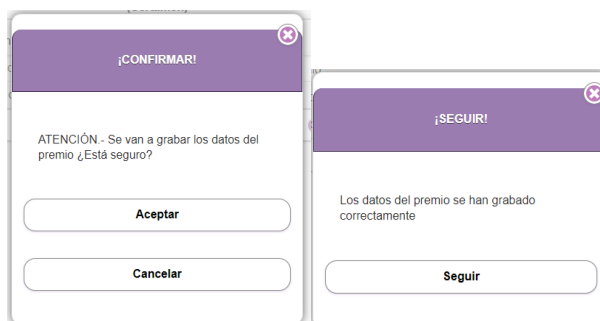 ¡CONFIRMAR!
ATENCIÓN.- Se van a grabar los datos del
premio ¿Está seguro?
Aceptar
Cancelar
¡SEGUIR!
Los datos del premio se han grabado
correctamente
Seguir